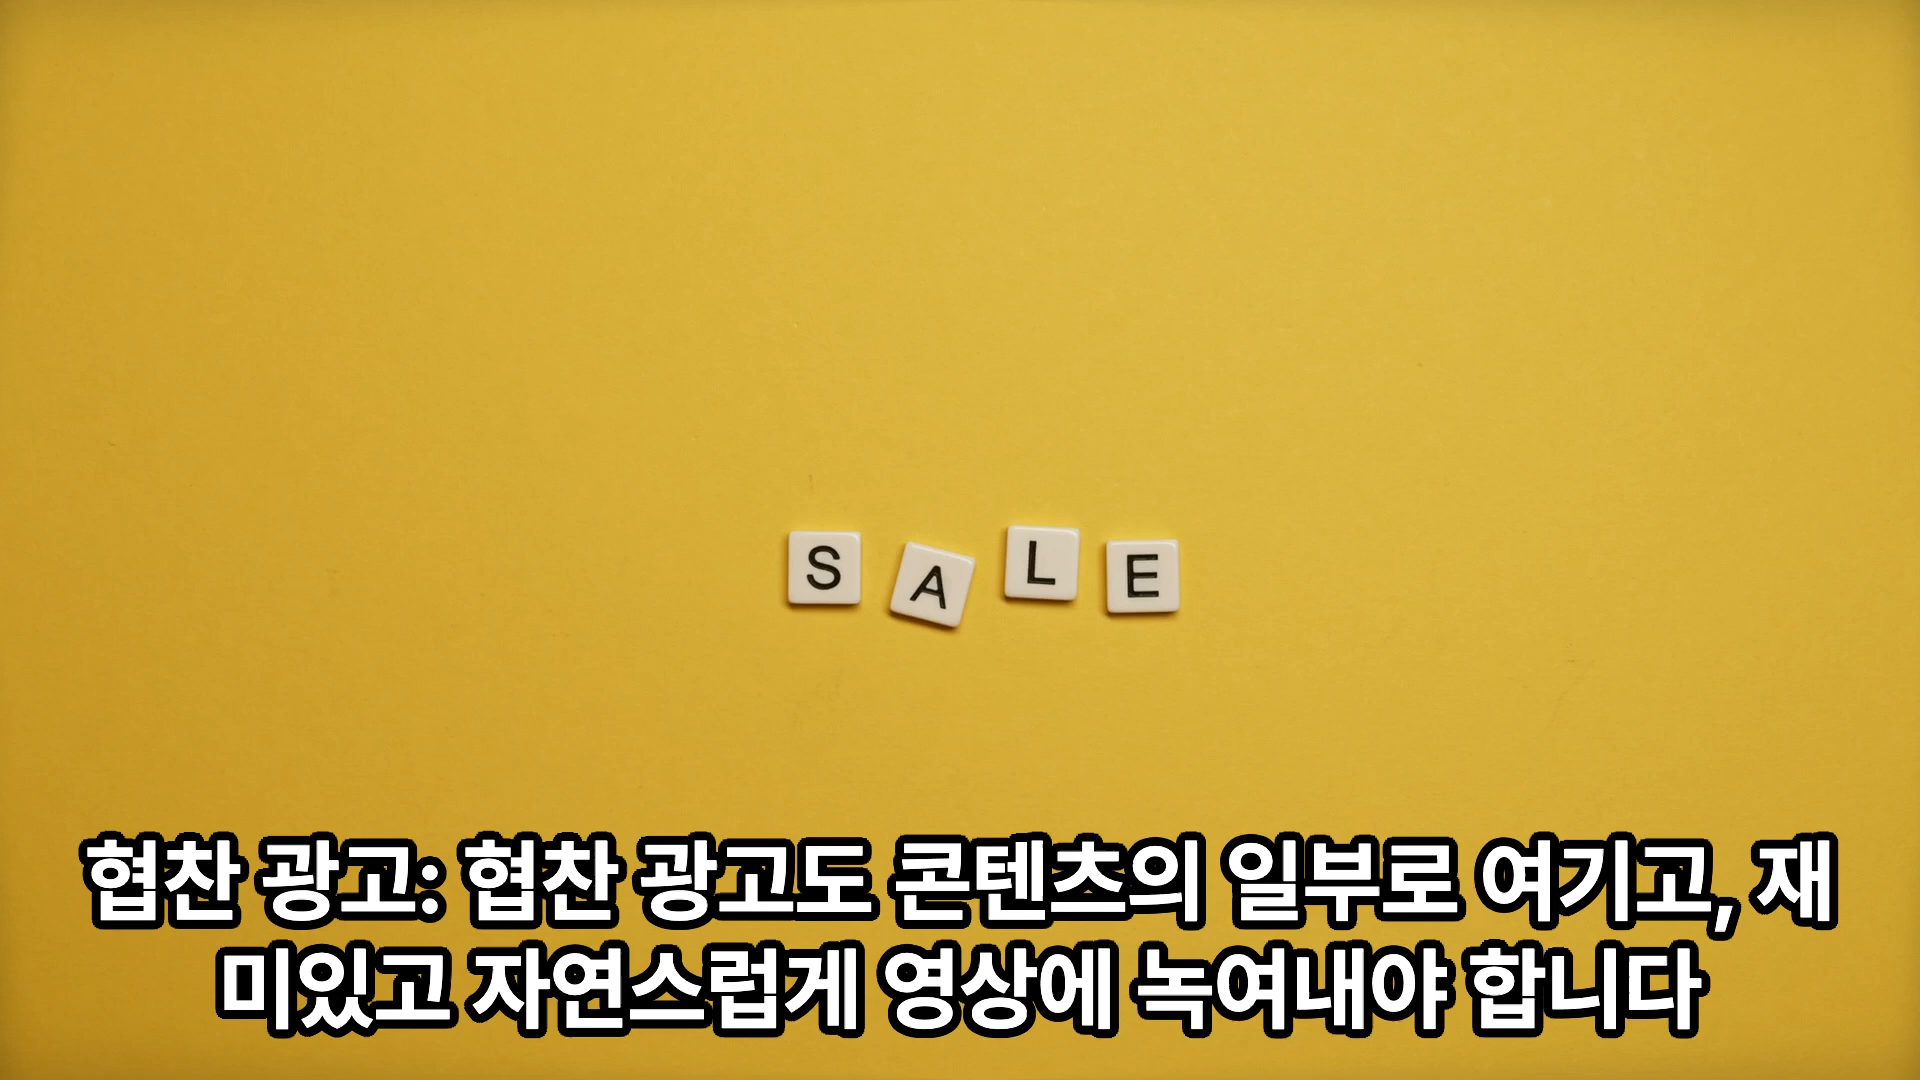 SALE
협찬 광고: 협찬 광고도 콘텐츠의 일부로 여기고, 재
미있고 자연스럽게 영상에 녹여내야 합니다